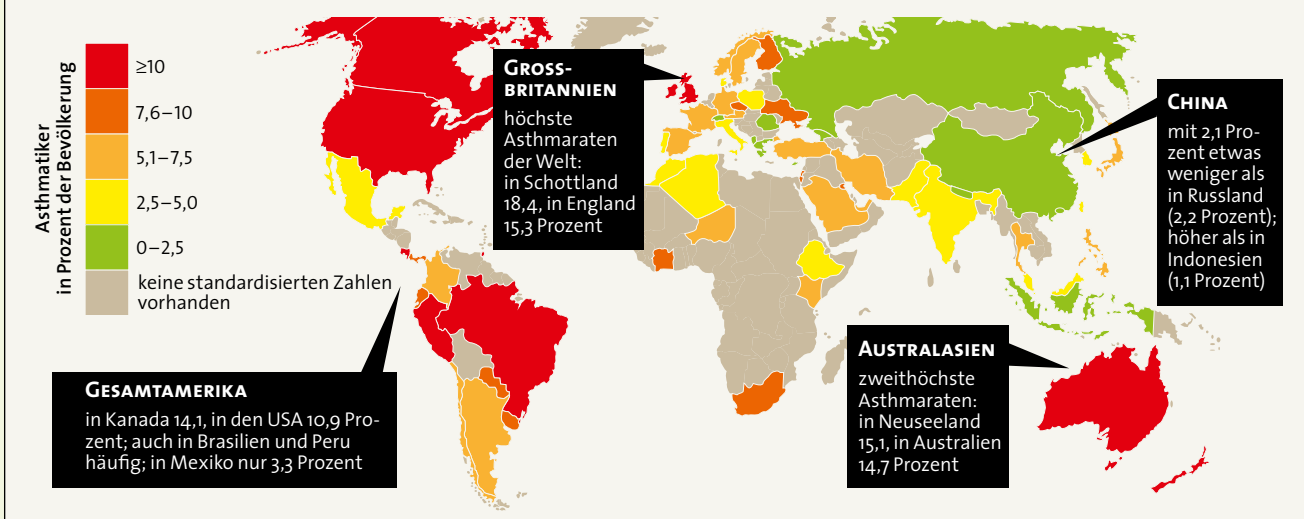 Asthmatiker
in Prozent der Bevölkerung
≥10
7,6–10
5,1–7,5
2,5–5,0
0–2,5
keine standardisierten Zahlen
vorhanden
GROSS-
BRITANNIEN
höchste
Asthmaraten
der Welt:
in Schottland
18,4, in England
15,3 Prozent
CHINA
mit 2,1 Pro-
zent etwas
weniger als
in Russland
(2,2 Prozent);
höher als in
Indonesien
(1,1 Prozent)
GESAMTAMERIKA
in Kanada 14,1, in den USA 10,9 Pro-
zent; auch in Brasilien und Peru
häufig; in Mexiko nur 3,3 Prozent
AUSTRALASIEN
zweithöchste
Asthmaraten:
in Neuseeland
15,1, in Australien
14,7 Prozent